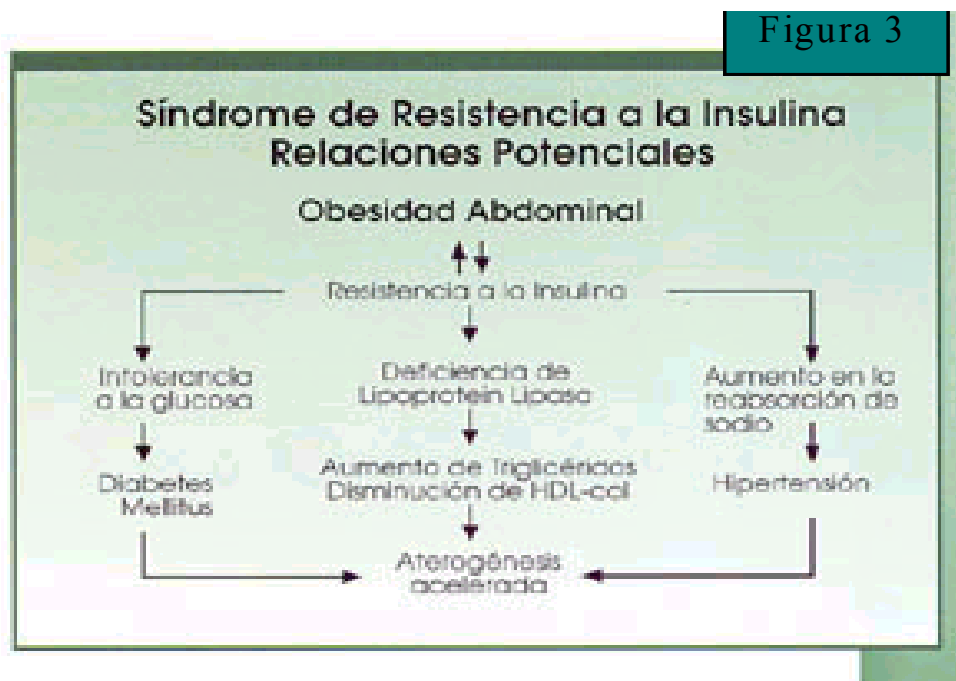 Figura 3
Síndrome de Resistencia a la Insulina
Relaciones Potenciales
Obesidad Abdominal
Resistencia a la Insulina
Intolerancia
a la glucosa
Deficiencia de
Lipoprotein Lipasa
Aumento en la
reabsorción de
sodio
Diabetes
Mellitus
Aumento de Triglicéridos
Disminución de HDL-col
Hipertensión
Aterogénesis
acelerada